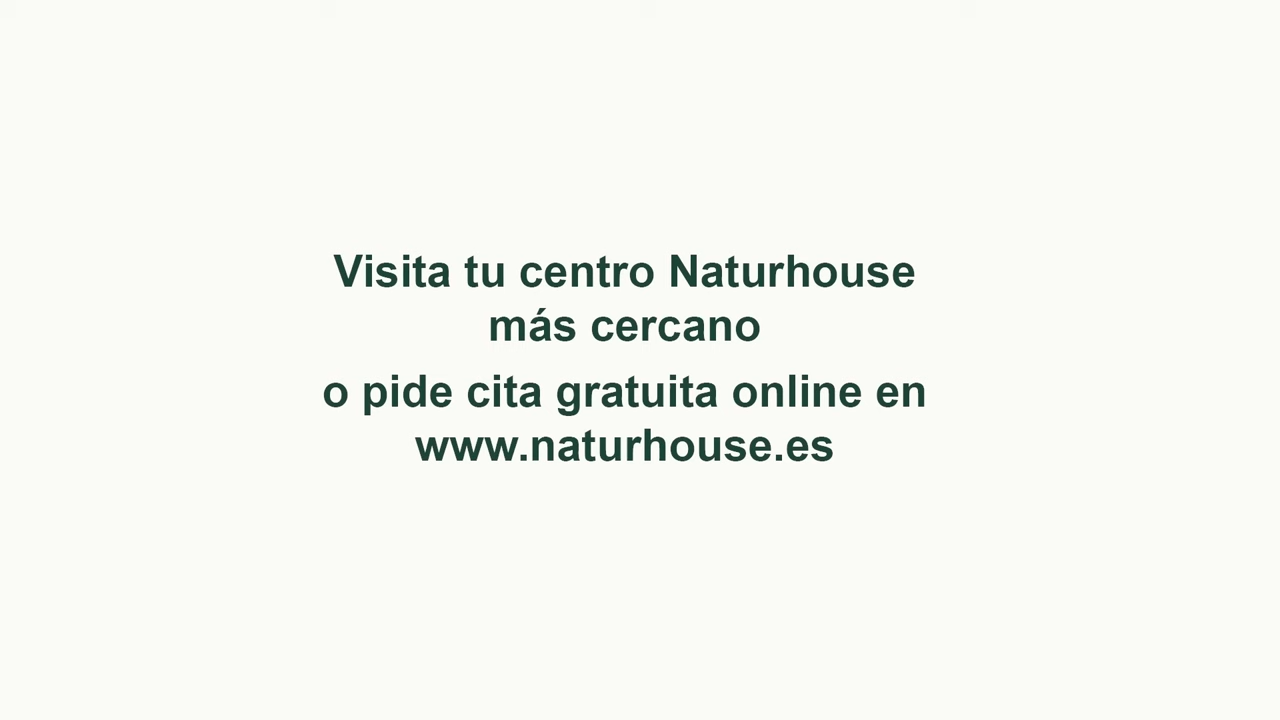 Visita tu centro Naturhouse
más cercano
o pide cita gratuita online en
www.naturhouse.es